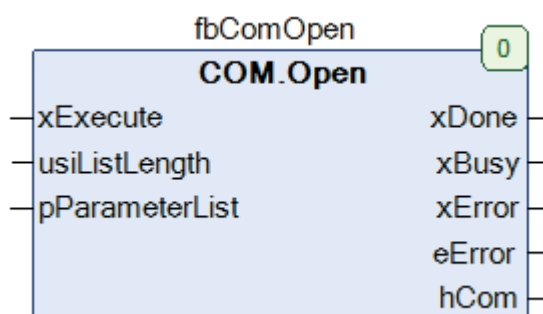 fbComOpen
0
COM.Open
xExecute xDone
usiListLength xBusy
pParameterList xError
eError
hCom